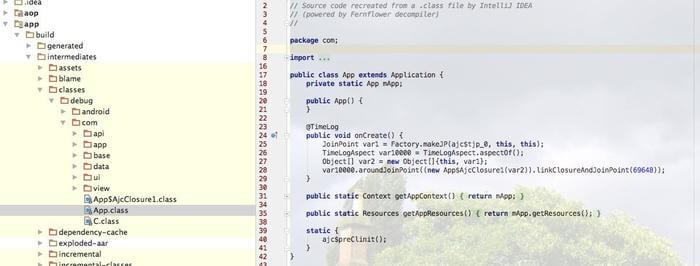 .idea
aop
app
build
generated
intermediates
assets
blame
classes
debug
android
com
api
app
base
data
ui
view
App$AjcClosure1.class
App.class
C.class
dependency-cache
exploded-aar
incremental
incremental-classes
2 // Source code recreated from a .class file by IntelliJ IDEA
3 // (powered by Fernflower decompiler)
4 //
5
6 package com;
7
8 import ...
16
17 public class App extends Application {
18 private static App mApp;
19
20 public App() {
21 }
22
23 @TimeLog
24 public void onCreate() {
25 JoinPoint var1 = Factory.makeJP(ajc$tjp_0, this, this);
26 TimeLogAspect var10000 = TimeLogAspect.aspectOf();
27 Object[] var2 = new Object[]{this, var1};
28 var10000.aroundJoinPoint((new App$AjcClosure1(var2)).linkClosureAndJoinPoint(69648));
29 }
30
31 public static Context getAppContext() { return mApp; }
34
35 public static Resources getAppResources() { return mApp.getResources(); }
38
39 static {
40 ajc$preClinit();
41 }
42 }
43